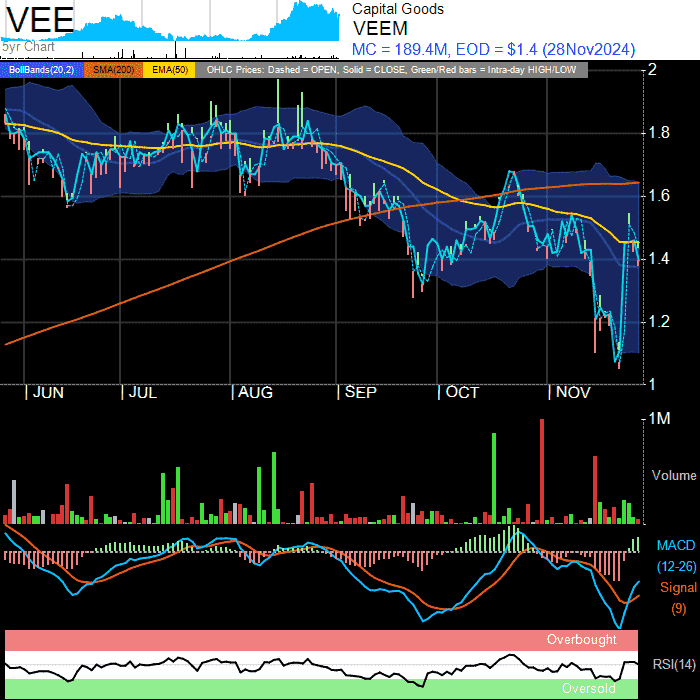 VEE
Capital Goods
VEEM
5yr Chart
MC = 189.4M, EOD = $1.4 (28Nov2024)
BollBands(20,2) SMA(200) EMA(50) OHLC Prices: Dashed = OPEN, Solid = CLOSE, Green/Red bars = Intra-day HIGH/LOW
2
1.8
1.6
1.4
1.2
1
JUN JUL AUG SEP OCT NOV
1M
Volume
MACD
(12-26)
Signal
(9)
Overbought
RSI(14)
Oversold